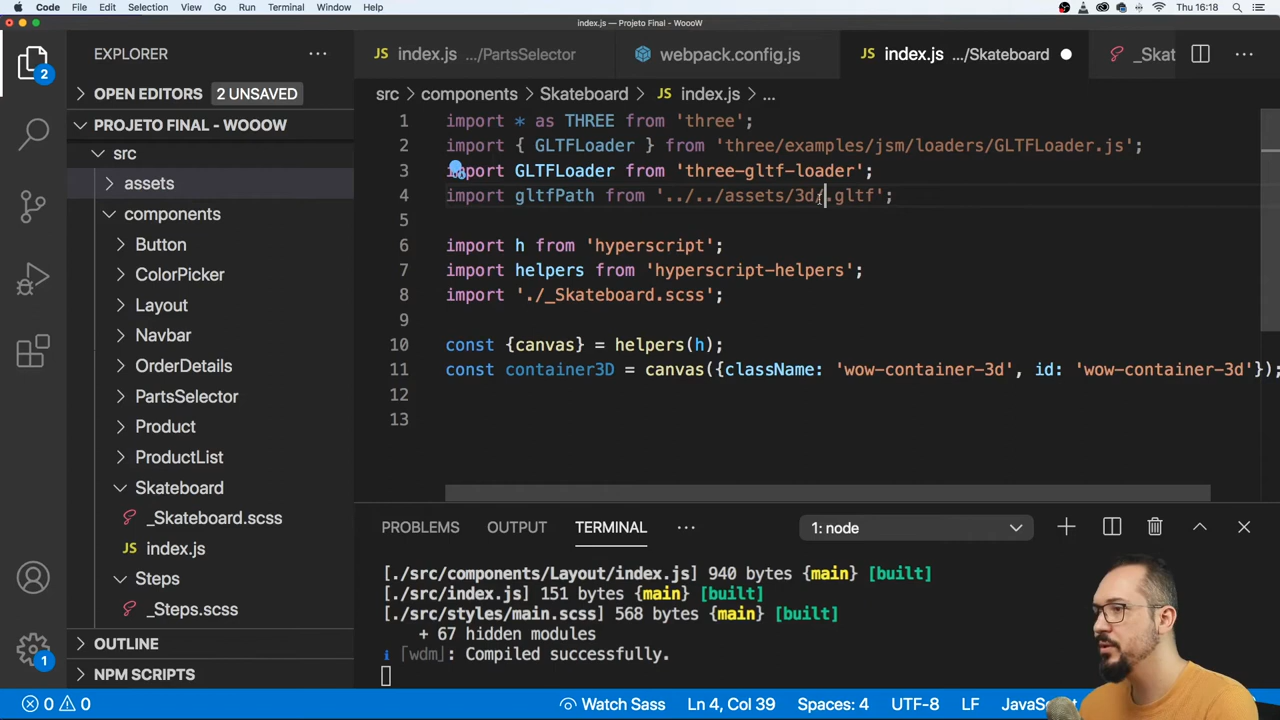 Code File Edit Selection View Go Run Terminal Window Help Thu 16:18
index.js — Projeto Final - WoooW
EXPLORER
2
OPEN EDITORS 2 UNSAVED
PROJETO FINAL - WOOOW
src
assets
components
Button
ColorPicker
Layout
Navbar
OrderDetails
PartsSelector
Product
ProductList
Skateboard
_Skateboard.scss
JS index.js
Steps
_Steps.scss
OUTLINE
NPM SCRIPTS
1
JS index.js .../PartsSelector webpack.config.js JS index.js .../Skateboard _Skat
src > components > Skateboard > JS index.js > ...
1 import * as THREE from 'three';
2 import { GLTFLoader } from 'three/examples/jsm/loaders/GLTFLoader.js';
3 import GLTFLoader from 'three-gltf-loader';
4 import gltfPath from '../../assets/3d/.gltf';
5
6 import h from 'hyperscript';
7 import helpers from 'hyperscript-helpers';
8 import './_Skateboard.scss';
9
10 const {canvas} = helpers(h);
11 const container3D = canvas({className: 'wow-container-3d', id: 'wow-container-3d'});
12
13
PROBLEMS OUTPUT TERMINAL ... 1: node
[./src/components/Layout/index.js] 940 bytes {main} [built]
[./src/index.js] 151 bytes {main} [built]
[./src/styles/main.scss] 568 bytes {main} [built]
+ 67 hidden modules
i ⌈wdm⌋: Compiled successfully.
0 0 Watch Sass Ln 4, Col 39 Spaces: 4 UTF-8 LF JavaS